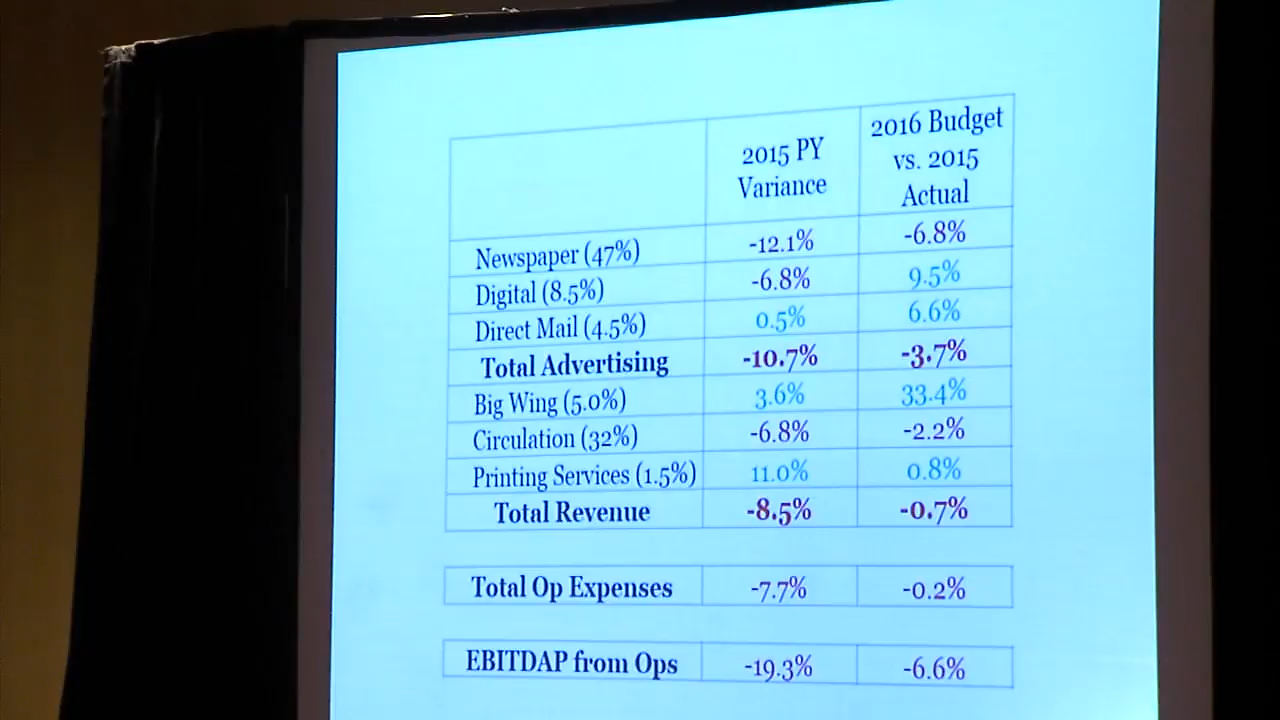 2015 PY Variance 2016 Budget vs. 2015 Actual
Newspaper (47%) -12.1% -6.8%
Digital (8.5%) -6.8% 9.5%
Direct Mail (4.5%) 0.5% 6.6%
Total Advertising -10.7% -3.7%
Big Wing (5.0%) 3.6% 33.4%
Circulation (32%) -6.8% -2.2%
Printing Services (1.5%) 11.0% 0.8%
Total Revenue -8.5% -0.7%
Total Op Expenses -7.7% -0.2%
EBITDAP from Ops -19.3% -6.6%